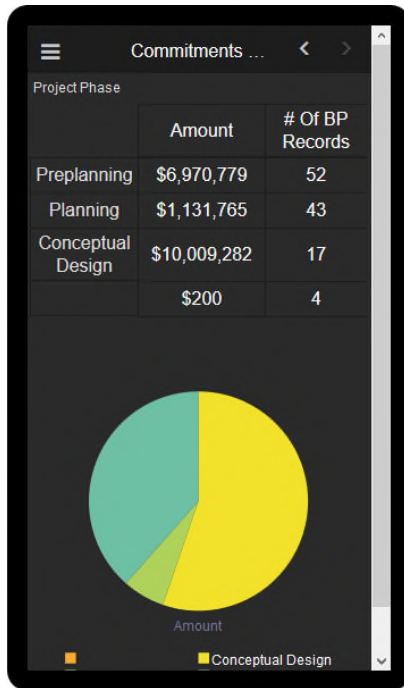 Commitments ...
Project Phase
Amount
# Of BP
Records
Preplanning $6,970,779 52
Planning $1,131,765 43
Conceptual
Design
$10,009,282 17
$200 4
Amount
Conceptual Design